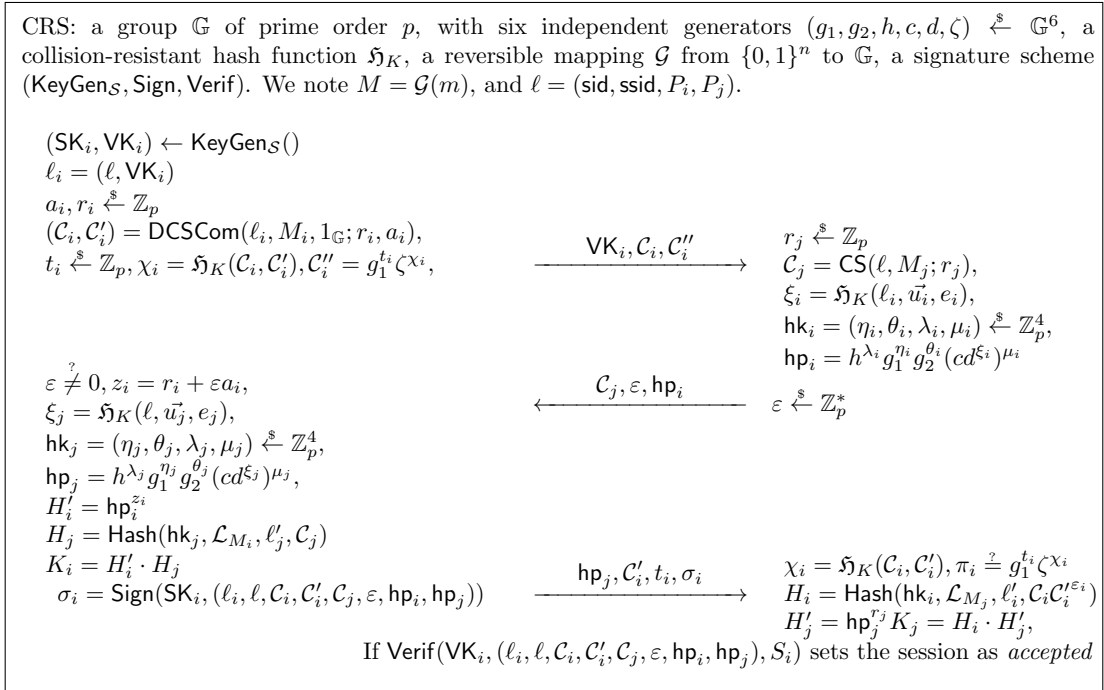 CRS: a group 𝔾 of prime order p, with six independent generators (g₁, g₂, h, c, d, ζ) ←$ 𝔾⁶, a
collision-resistant hash function ℌ_K, a reversible mapping 𝒢 from {0, 1}ⁿ to 𝔾, a signature scheme
(KeyGen_𝒮, Sign, Verif). We note M = 𝒢(m), and ℓ = (sid, ssid, P_i, P_j).
(SK_i, VK_i) ← KeyGen_𝒮()
ℓ_i = (ℓ, VK_i)
a_i, r_i ←$ ℤ_p
(𝒞_i, 𝒞'_i) = DCSCom(ℓ_i, M_i, 1_𝔾; r_i, a_i),
t_i ←$ ℤ_p, χ_i = ℌ_K(𝒞_i, 𝒞'_i), 𝒞''_i = g₁^{t_i} ζ^{χ_i},
VK_i, 𝒞_i, 𝒞''_i
r_j ←$ ℤ_p
𝒞_j = CS(ℓ, M_j; r_j),
ξ_i = ℌ_K(ℓ_i, u⃗_i, e_i),
hk_i = (η_i, θ_i, λ_i, μ_i) ←$ ℤ_p⁴,
hp_i = h^{λ_i} g₁^{η_i} g₂^{θ_i} (cd^{ξ_i})^{μ_i}
ε ≠? 0, z_i = r_i + εa_i,
𝒞_j, ε, hp_i
ε ←$ ℤ_p^*
ξ_j = ℌ_K(ℓ, u⃗_j, e_j),
hk_j = (η_j, θ_j, λ_j, μ_j) ←$ ℤ_p⁴,
hp_j = h^{λ_j} g₁^{η_j} g₂^{θ_j} (cd^{ξ_j})^{μ_j},
H'_i = hp_i^{z_i}
H_j = Hash(hk_j, ℒ_{M_i}, ℓ'_j, 𝒞_j)
K_i = H'_i · H_j
σ_i = Sign(SK_i, (ℓ_i, ℓ, 𝒞_i, 𝒞'_i, 𝒞_j, ε, hp_i, hp_j))
hp_j, 𝒞'_i, t_i, σ_i
χ_i = ℌ_K(𝒞_i, 𝒞'_i), π_i =? g₁^{t_i} ζ^{χ_i}
H_i = Hash(hk_i, ℒ_{M_j}, ℓ'_i, 𝒞_i𝒞'_i^{ε_i})
H'_j = hp_j^{r_j} K_j = H_i · H'_j,
If Verif(VK_i, (ℓ_i, ℓ, 𝒞_i, 𝒞'_i, 𝒞_j, ε, hp_i, hp_j), S_i) sets the session as accepted